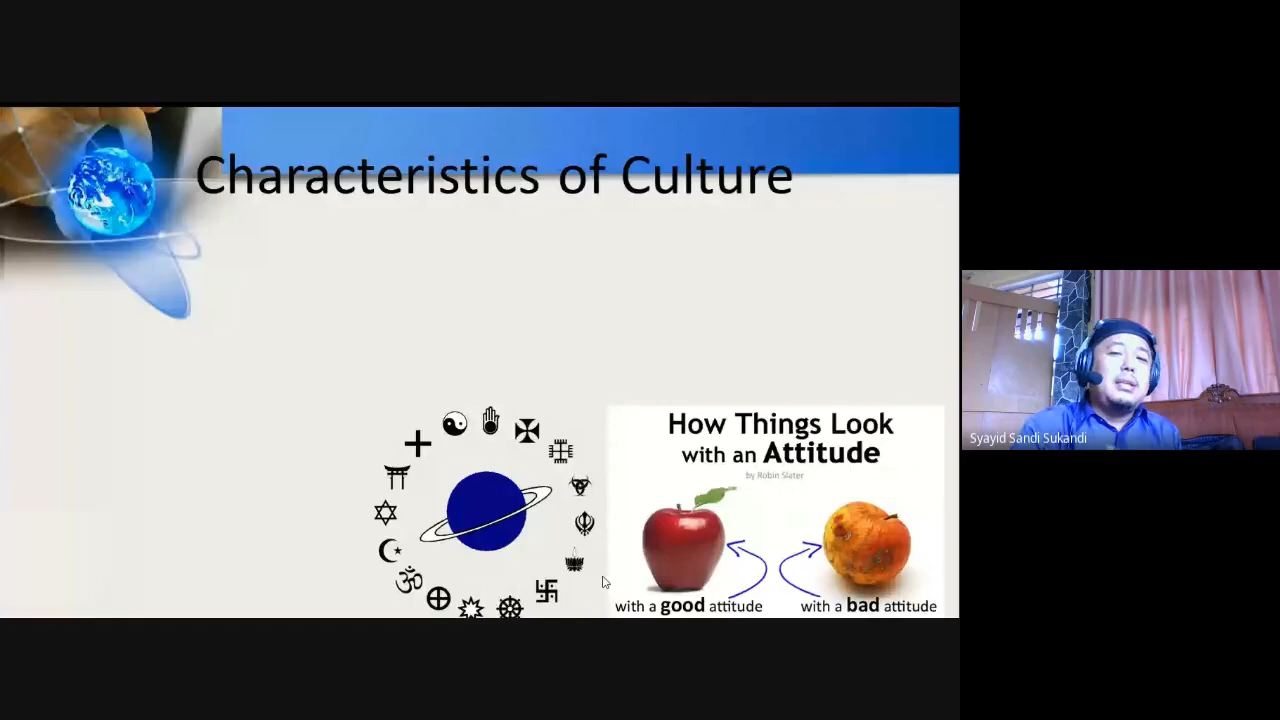 Characteristics of Culture
How Things Look
with an Attitude
by Robin Slater
with a good attitude
with a bad attitude
Syayid Sandi Sukandi